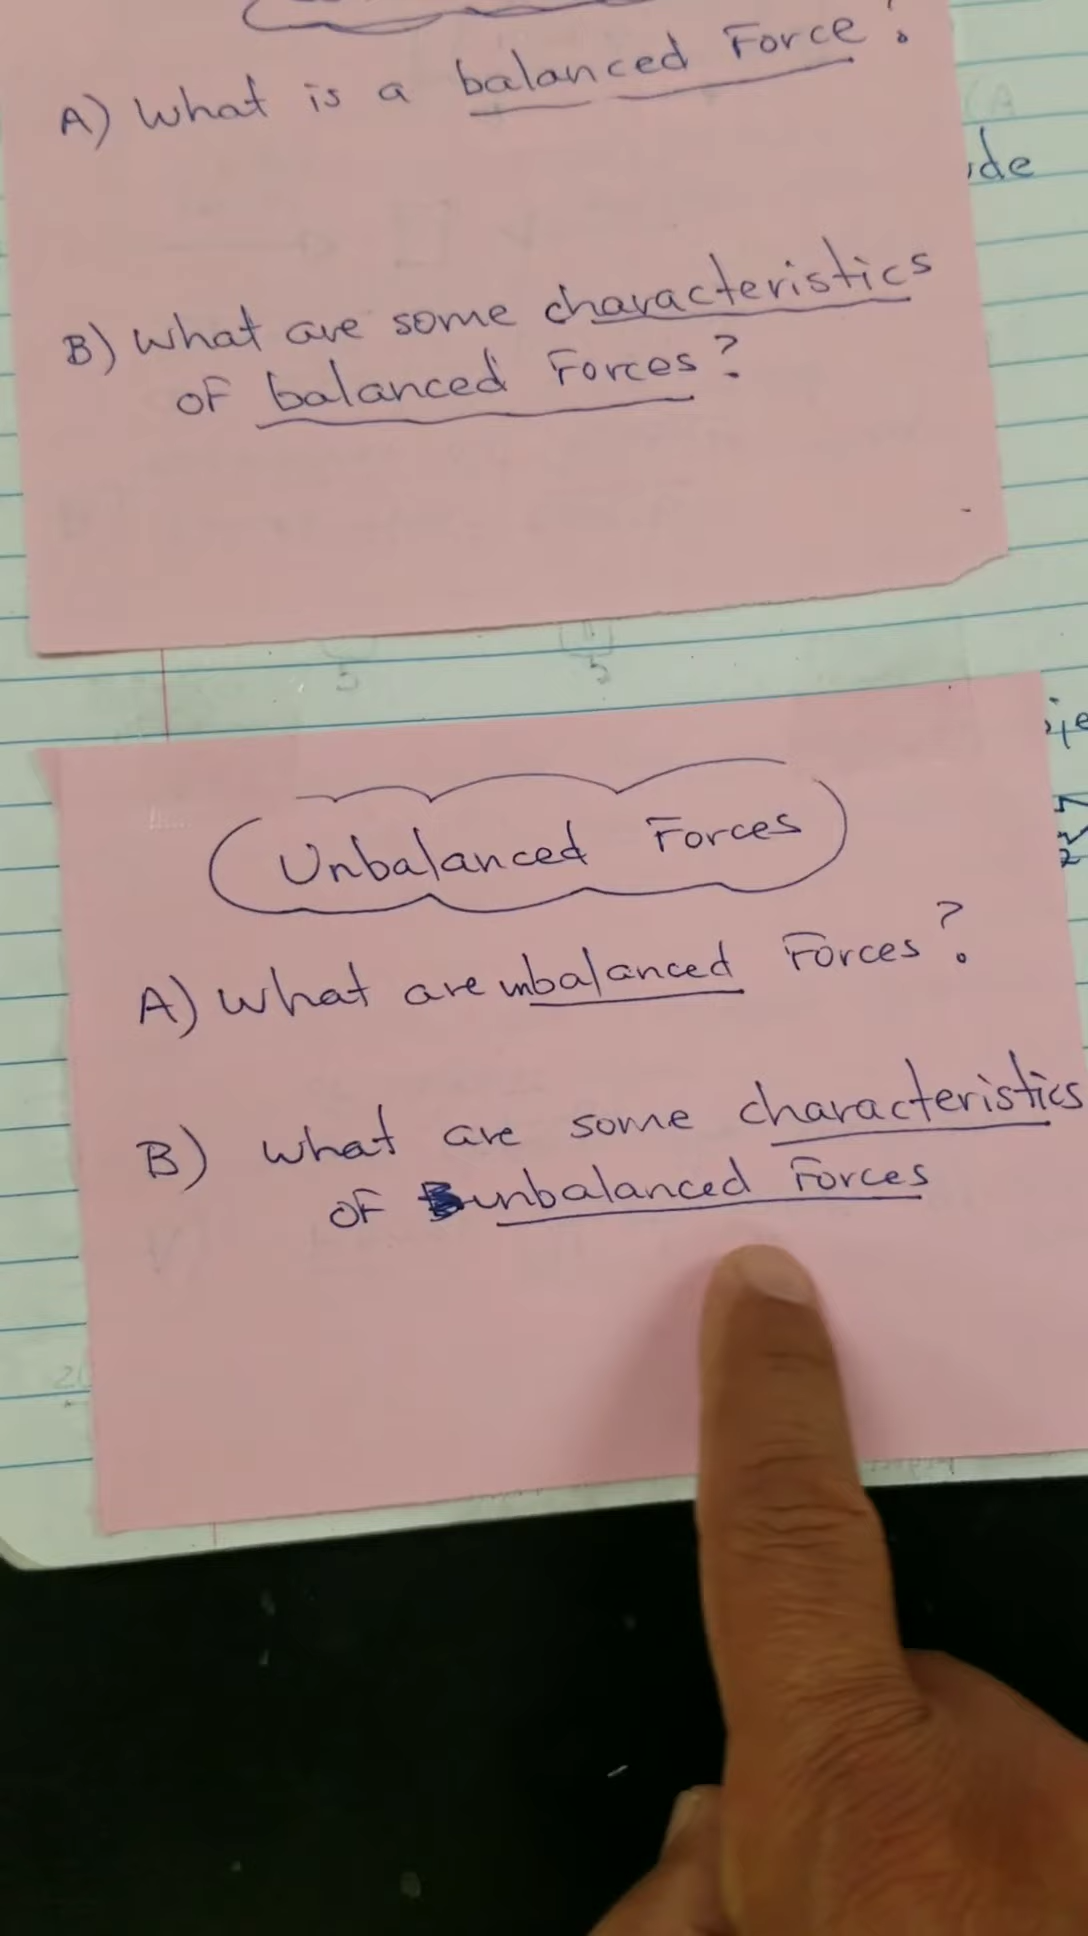 A) What is a balanced Force?
ide
B) What are some characteristics
of balanced Forces?
Unbalanced Forces
A) What are unbalanced Forces?
B) What are some characteristics
of unbalanced Forces